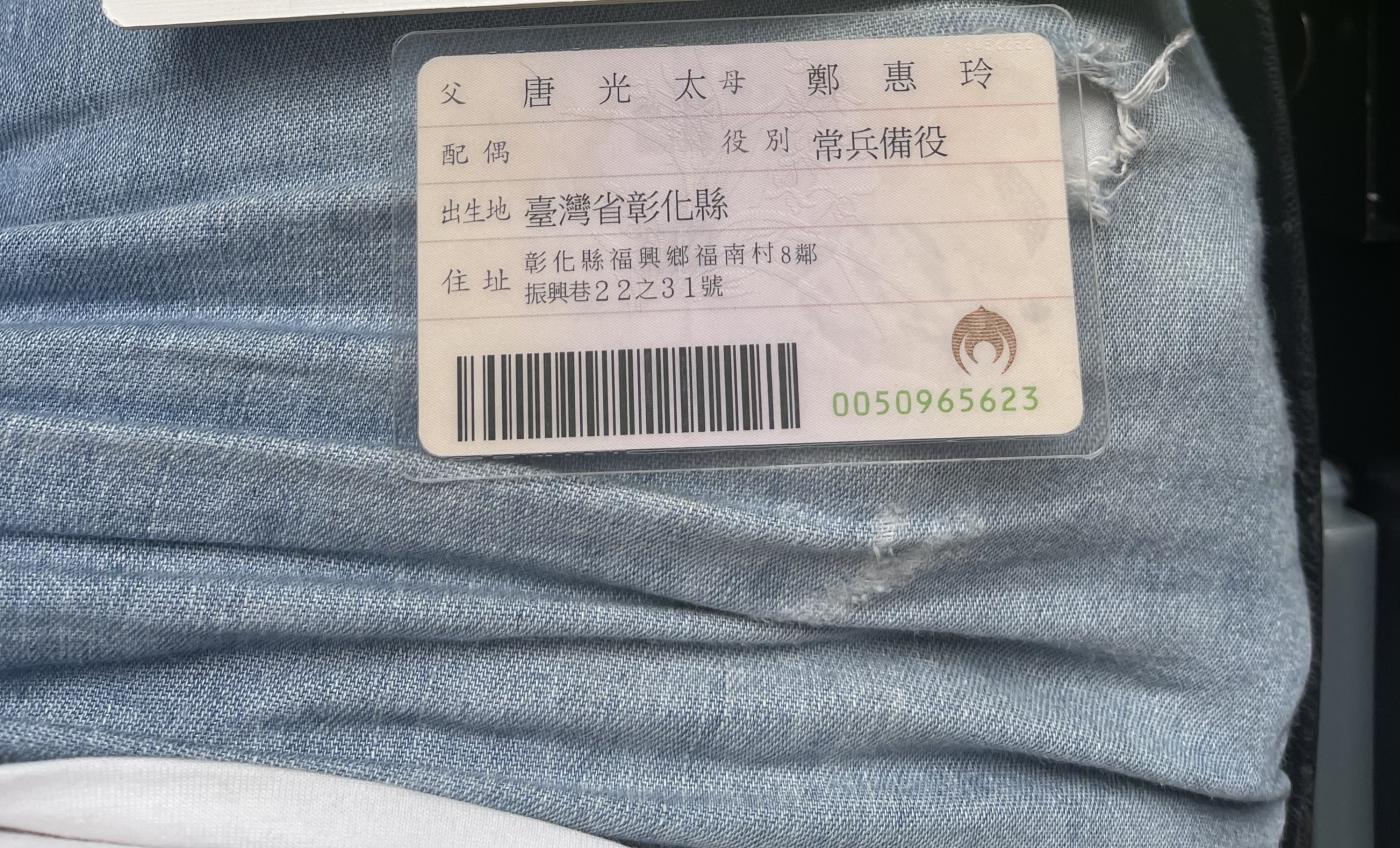 父 唐光太 母 鄭惠玲
配偶 役別 常兵備役
出生地 臺灣省彰化縣
住址 彰化縣福興鄉福南村8鄰
振興巷22之31號
0050965623